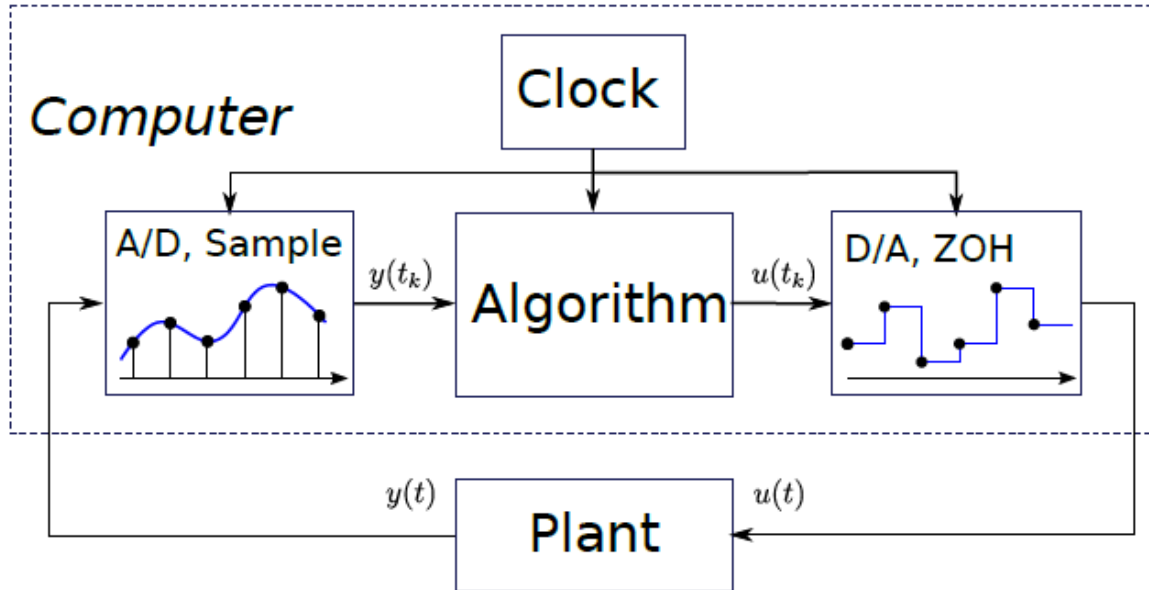 Clock
Computer
A/D, Sample
y(t_k)
Algorithm
u(t_k)
D/A, ZOH
y(t)
Plant
u(t)